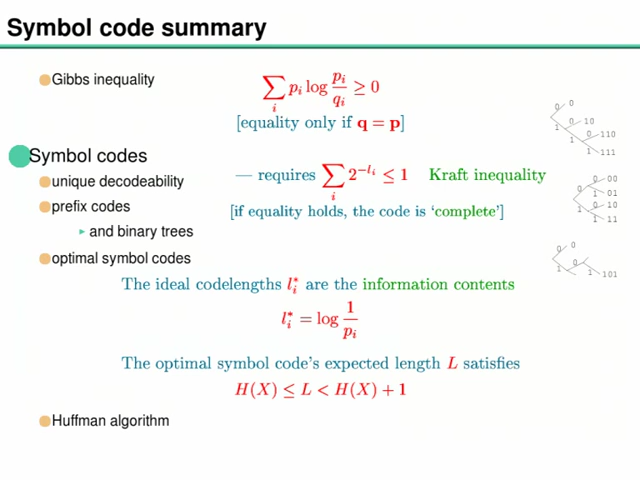 Symbol code summary
Gibbs inequality
∑_i p_i log p_i/q_i ≥ 0
[equality only if q = p]
Symbol codes
unique decodeability
— requires ∑_i 2^{-l_i} ≤ 1 Kraft inequality
prefix codes
[if equality holds, the code is ‘complete’]
and binary trees
optimal symbol codes
The ideal codelengths l_i^* are the information contents
l_i^* = log 1/p_i
The optimal symbol code's expected length L satisfies
H(X) ≤ L < H(X) + 1
Huffman algorithm
0 0
1 0 10
1 0 110
1 111
0 0 00
1 01
1 0 10
1 11
0 0
1 0 1 101